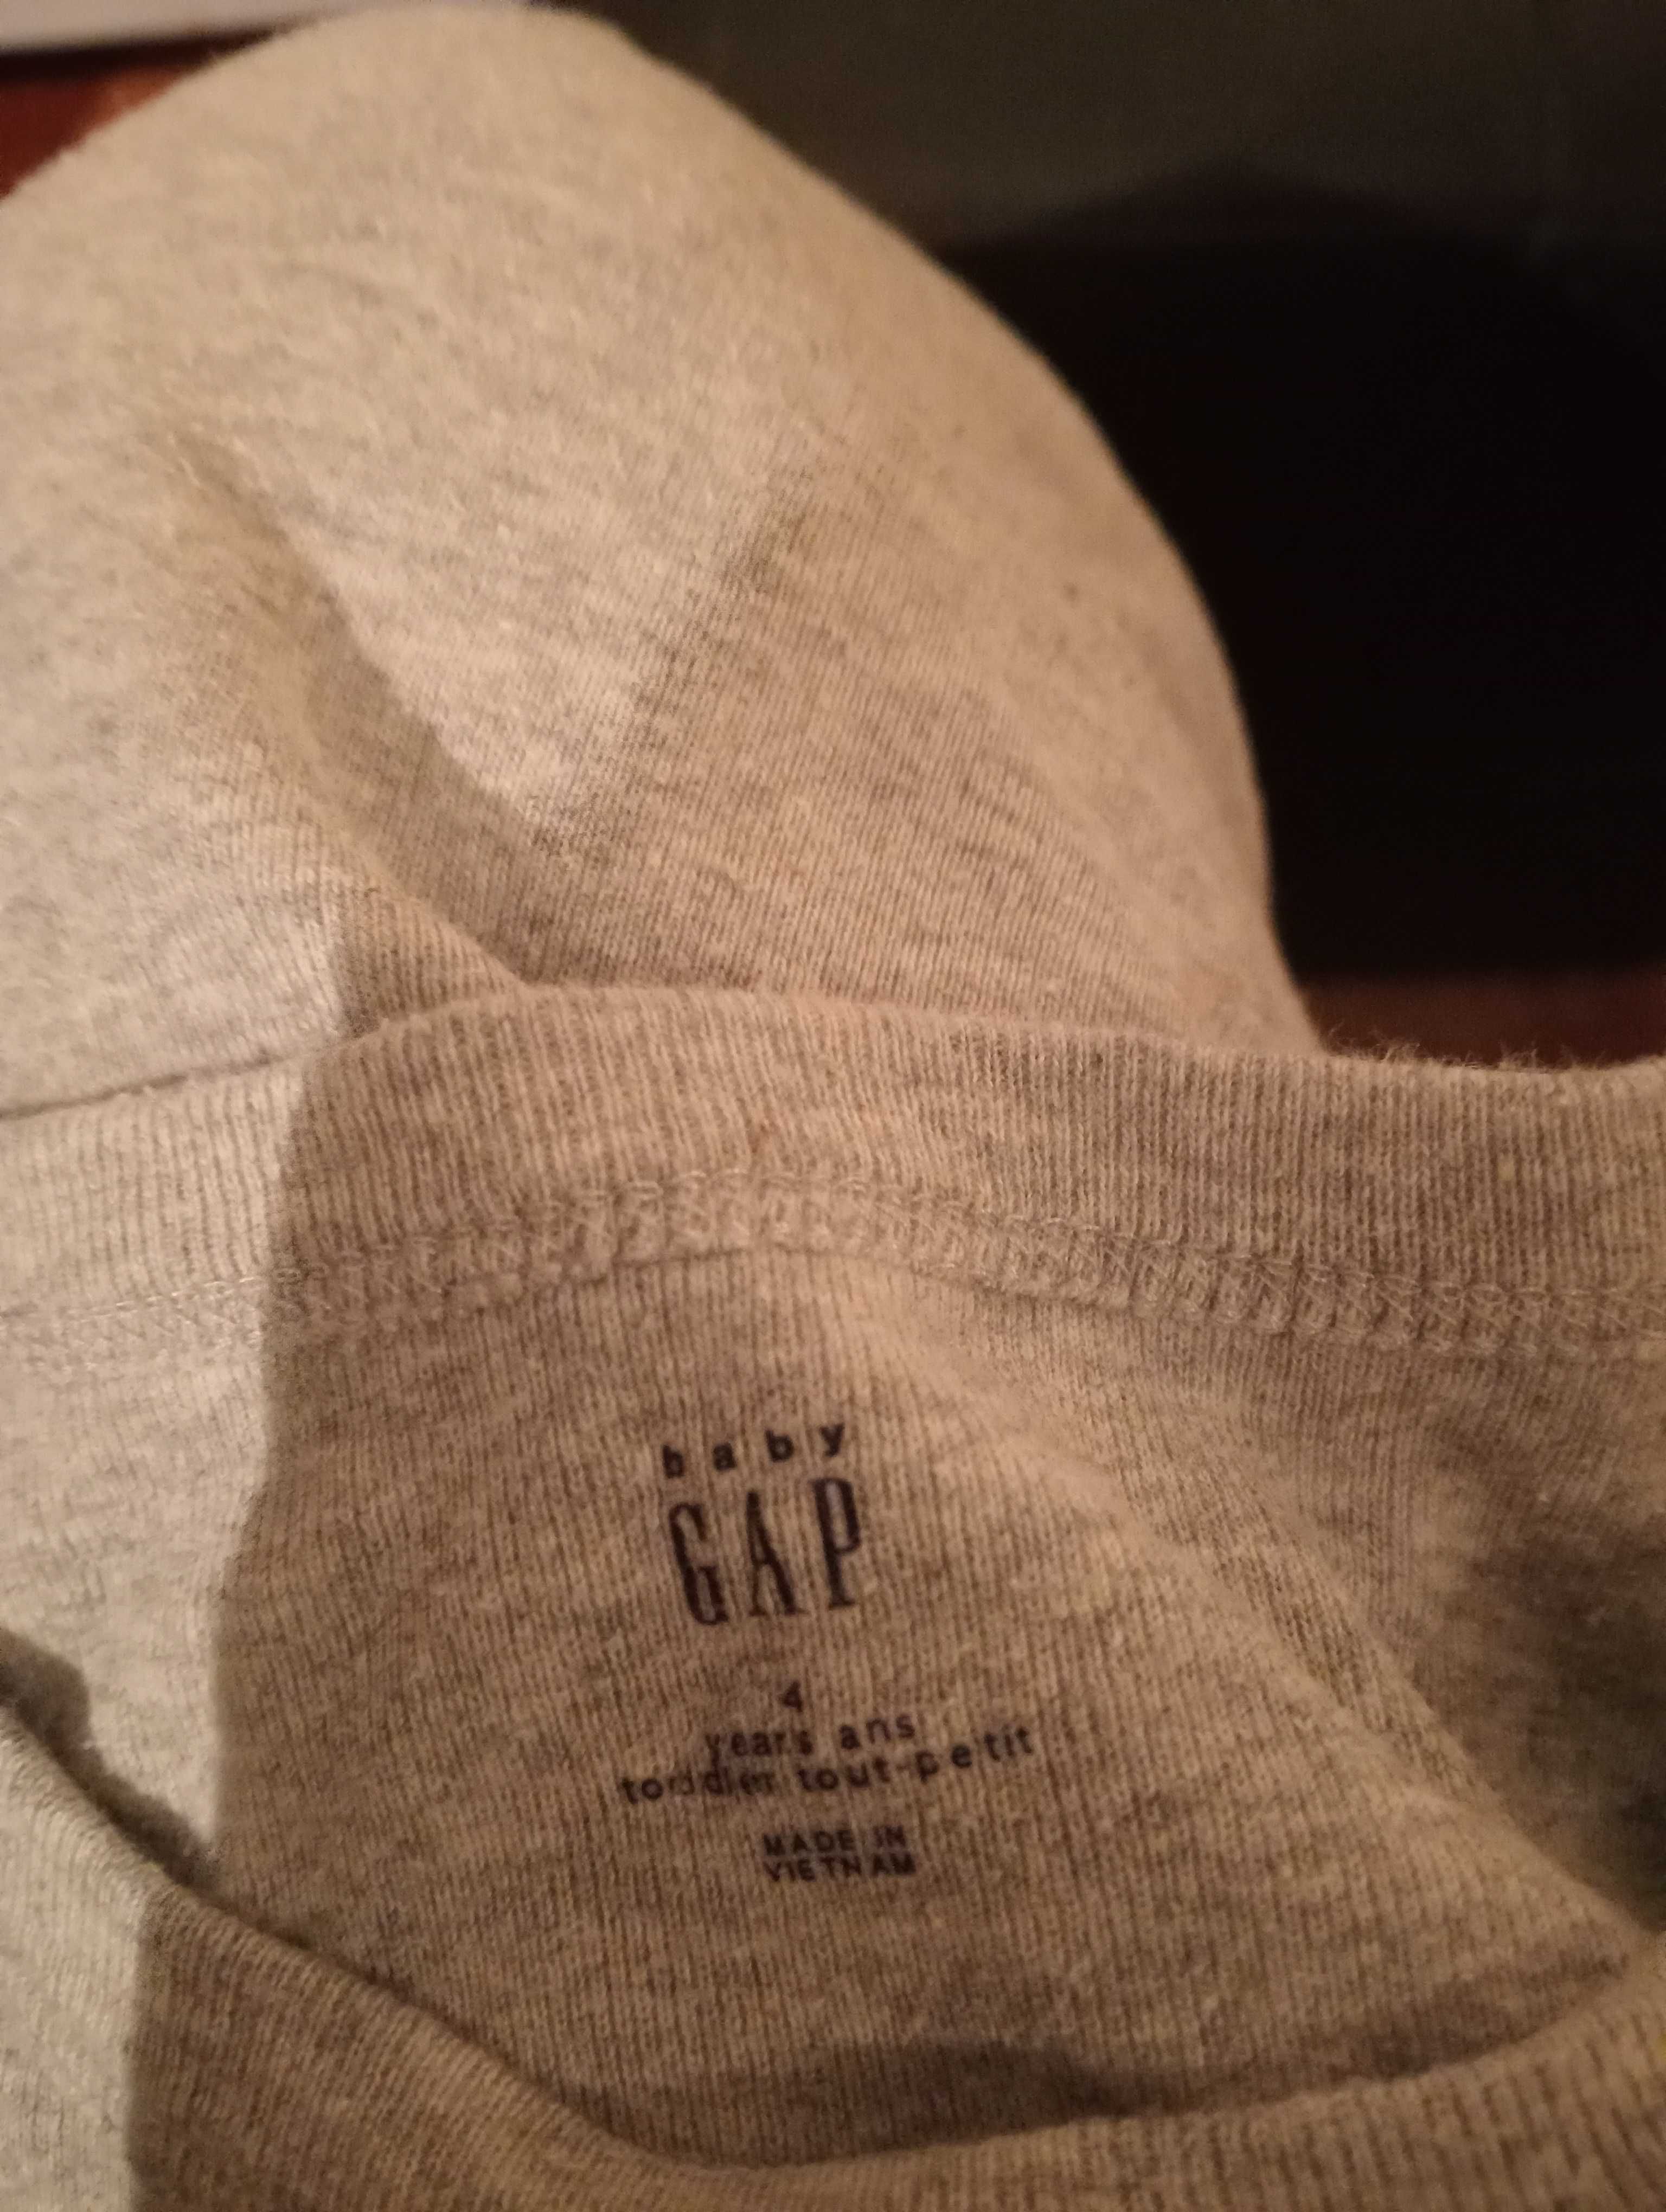 baby
GAP
4
years ans
toddler tout-petit
MADE IN
VIETNAM